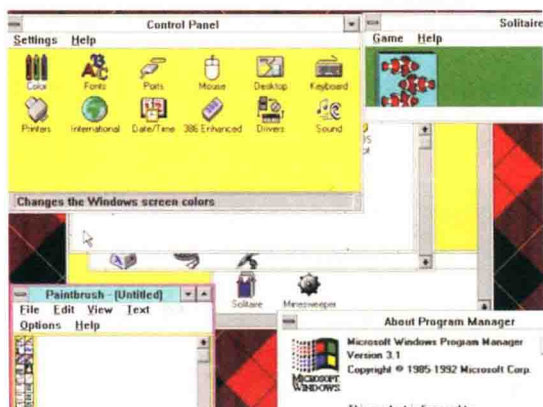 Control Panel
Settings Help
Color Fonts Ports Mouse Desktop Keyboard
Printers International Date/Time 386 Enhanced Drivers Sound
Changes the Windows screen colors
Solitaire
Game Help
Solitaire Minesweeper
Paintbrush - (Untitled)
File Edit View Text
Options Help
About Program Manager
MICROSOFT
WINDOWS
Microsoft Windows Program Manager
Version 3.1
Copyright © 1985-1992 Microsoft Corp.